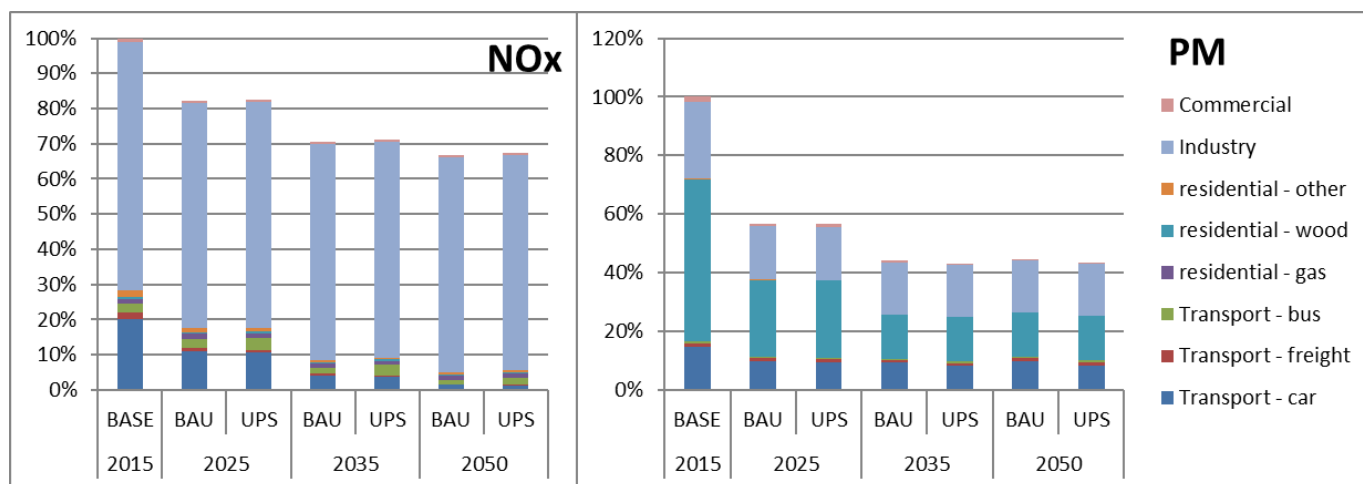 NOx
100%
90%
80%
70%
60%
50%
40%
30%
20%
10%
0%
BASE BAU UPS BAU UPS BAU UPS
2015 2025 2035 2050
PM
120%
100%
80%
60%
40%
20%
0%
BASE BAU UPS BAU UPS BAU UPS
2015 2025 2035 2050
Commercial
Industry
residential - other
residential - wood
residential - gas
Transport - bus
Transport - freight
Transport - car